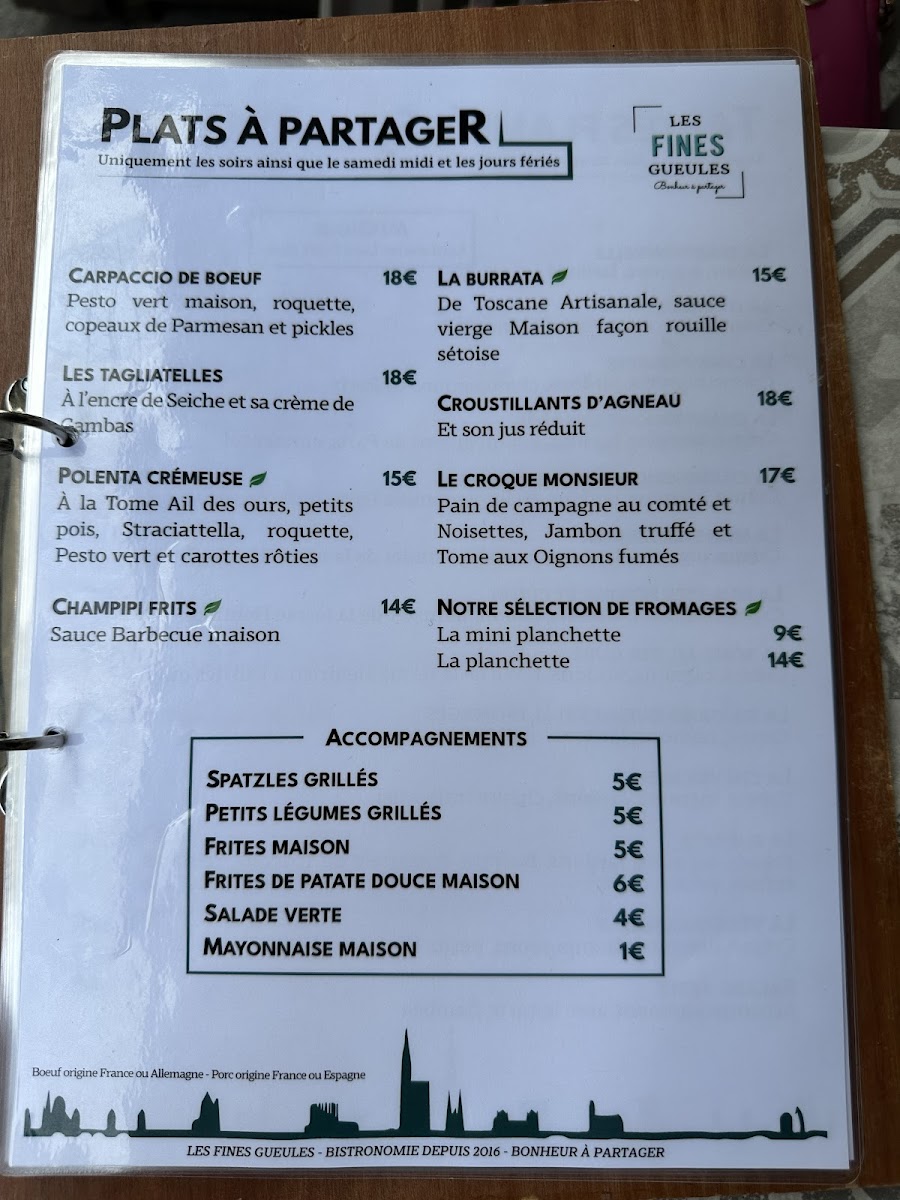 PLATS À PARTAGER
Uniquement les soirs ainsi que le samedi midi et les jours fériés
LES
FINES
GUEULES
Bonheur à partager
CARPACCIO DE BOEUF 18€
Pesto vert maison, roquette,
copeaux de Parmesan et pickles
LES TAGLIATELLES 18€
À l'encre de Seiche et sa crème de
Gambas
POLENTA CRÉMEUSE 15€
À la Tome Ail des ours, petits
pois, Straciattella, roquette,
Pesto vert et carottes rôties
CHAMPIPI FRITS 14€
Sauce Barbecue maison
LA BURRATA 15€
De Toscane Artisanale, sauce
vierge Maison façon rouille
sétoise
CROUSTILLANTS D'AGNEAU 18€
Et son jus réduit
LE CROQUE MONSIEUR 17€
Pain de campagne au comté et
Noisettes, Jambon truffé et
Tome aux Oignons fumés
NOTRE SÉLECTION DE FROMAGES
La mini planchette 9€
La planchette 14€
ACCOMPAGNEMENTS
SPATZLES GRILLÉS 5€
PETITS LÉGUMES GRILLÉS 5€
FRITES MAISON 5€
FRITES DE PATATE DOUCE MAISON 6€
SALADE VERTE 4€
MAYONNAISE MAISON 1€
Boeuf origine France ou Allemagne - Porc origine France ou Espagne
LES FINES GUEULES - BISTRONOMIE DEPUIS 2016 - BONHEUR À PARTAGER